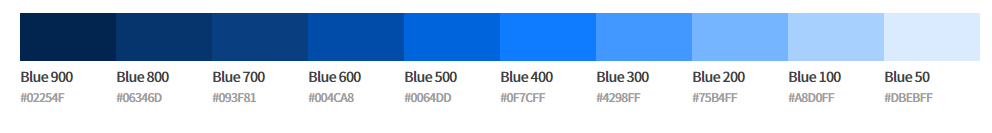 Blue 900 Blue 800 Blue 700 Blue 600 Blue 500 Blue 400 Blue 300 Blue 200 Blue 100 Blue 50
#02254F #06346D #093F81 #004CA8 #0064DD #0F7CFF #4298FF #75B4FF #A8D0FF #DBEBFF